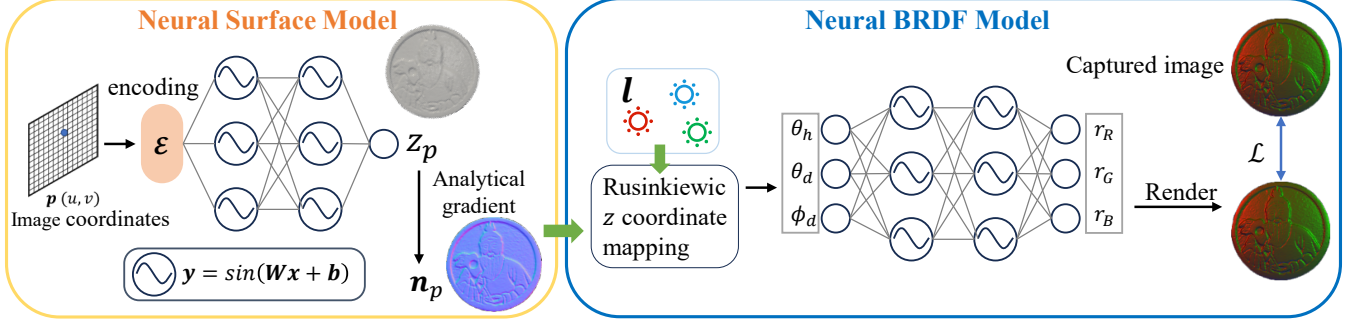 Neural Surface Model
encoding
ℰ
p (u, v)
Image coordinates
z_p
Analytical
gradient
n_p
y = sin(Wx + b)
Neural BRDF Model
l
Rusinkiewic
z coordinate
mapping
θ_h
θ_d
ϕ_d
r_R
r_G
r_B
Render
Captured image
ℒ